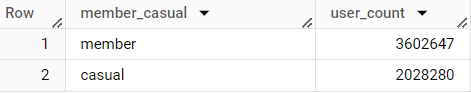 Row member_casual user_count
1 member 3602647
2 casual 2028280